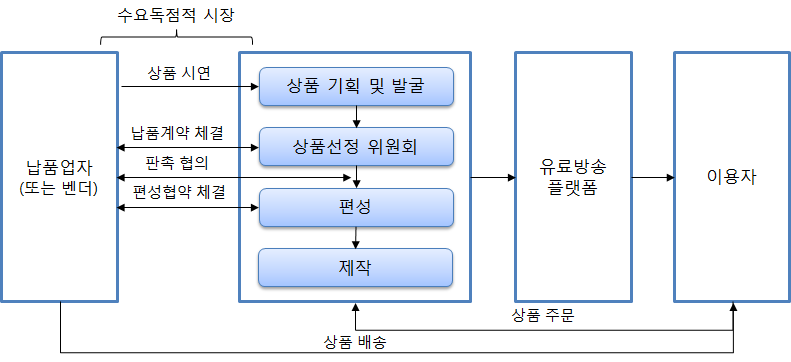 수요독점적 시장
상품 시연
상품 기획 및 발굴
납품계약 체결
상품선정 위원회
납품업자
(또는 벤더)
판촉 협의
유료방송
플랫폼
이용자
편성협약 체결
편성
제작
상품 주문
상품 배송